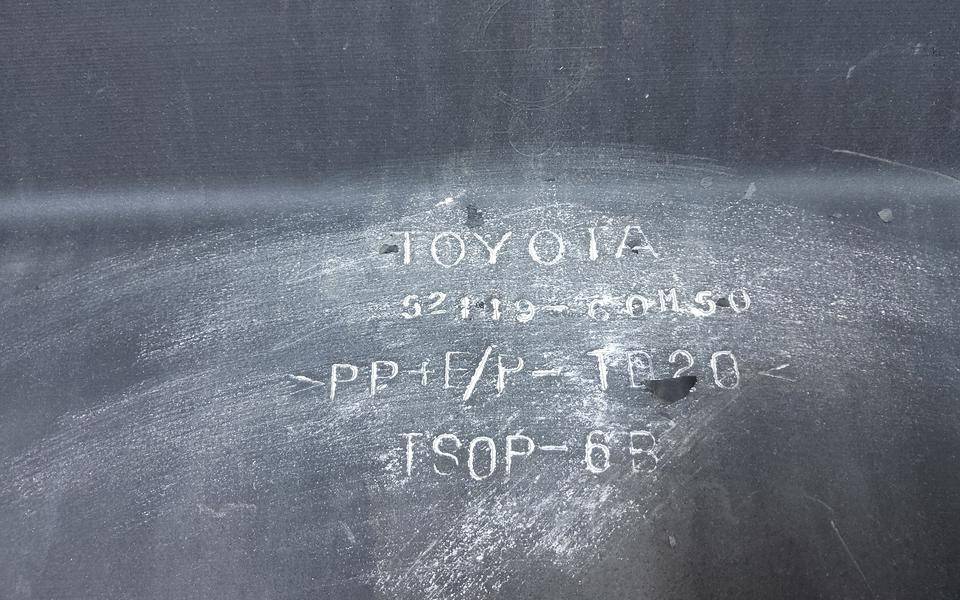 TOYOTA
52119-60M50
>PP+E/P-TD20<
TSOP-6B